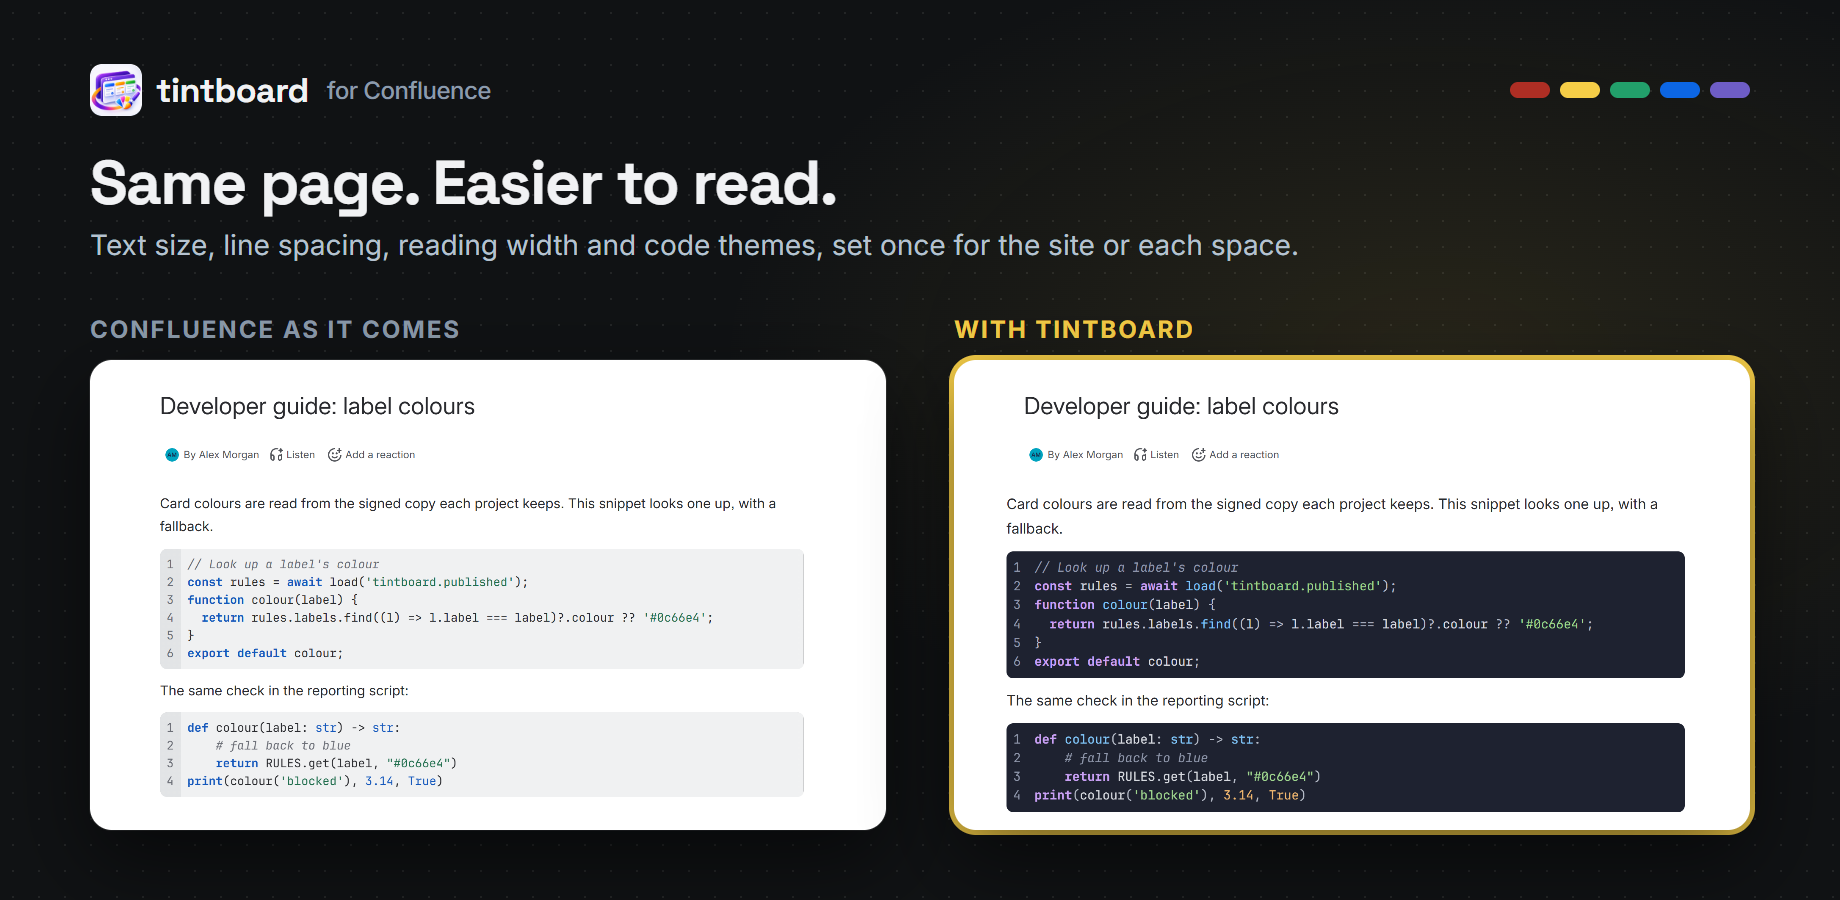 tintboard for Confluence
Same page. Easier to read.
Text size, line spacing, reading width and code themes, set once for the site or each space.
CONFLUENCE AS IT COMES
Developer guide: label colours
By Alex Morgan Listen Add a reaction
Card colours are read from the signed copy each project keeps. This snippet looks one up, with a
fallback.
1 // Look up a label's colour
2 const rules = await load('tintboard.published');
3 function colour(label) {
4   return rules.labels.find((l) => l.label === label)?.colour ?? '#0c66e4';
5 }
6 export default colour;
The same check in the reporting script:
1 def colour(label: str) -> str:
2     # fall back to blue
3     return RULES.get(label, "#0c66e4")
4 print(colour('blocked'), 3.14, True)
WITH TINTBOARD
Developer guide: label colours
By Alex Morgan Listen Add a reaction
Card colours are read from the signed copy each project keeps. This snippet looks one up, with a
fallback.
1 // Look up a label's colour
2 const rules = await load('tintboard.published');
3 function colour(label) {
4   return rules.labels.find((l) => l.label === label)?.colour ?? '#0c66e4';
5 }
6 export default colour;
The same check in the reporting script:
1 def colour(label: str) -> str:
2     # fall back to blue
3     return RULES.get(label, "#0c66e4")
4 print(colour('blocked'), 3.14, True)